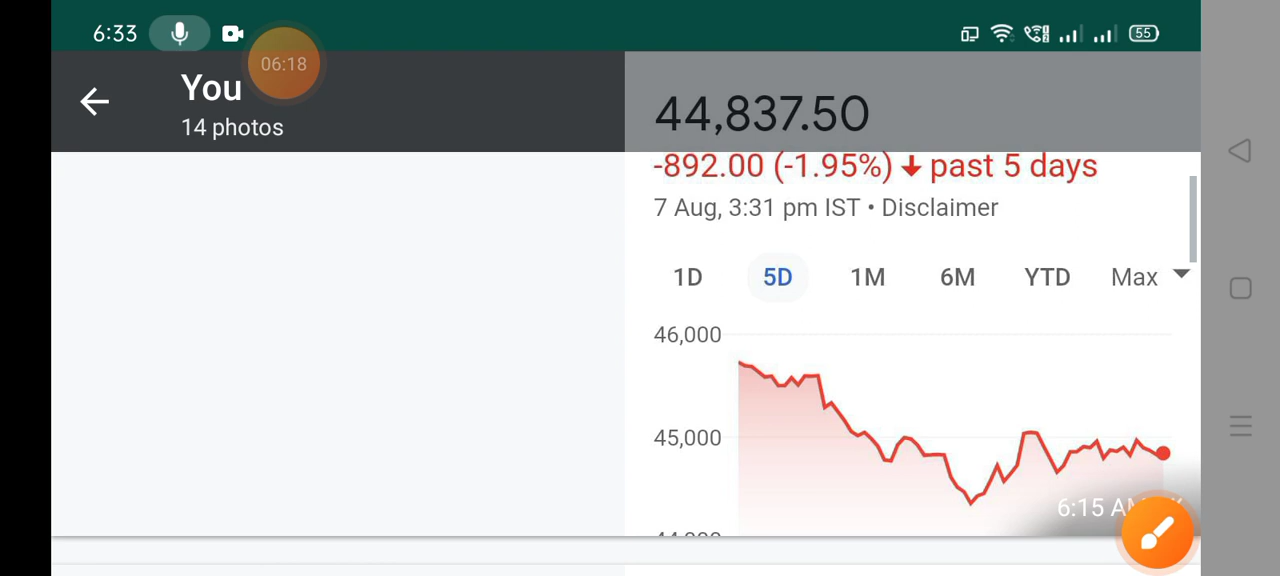 6:33
55
06:18
You
14 photos
44,837.50
-892.00 (-1.95%) ↓ past 5 days
7 Aug, 3:31 pm IST • Disclaimer
1D 5D 1M 6M YTD Max
46,000
45,000
6:15